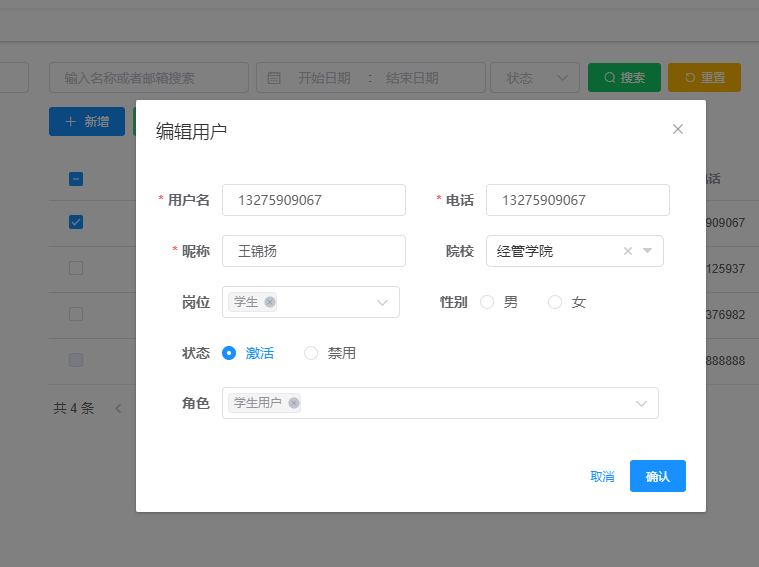 输入名称或者邮箱搜索 开始日期 : 结束日期 状态 搜索 重置
新增
编辑用户
话
* 用户名 13275909067 * 电话 13275909067
909067
* 昵称 王锦扬 院校 经管学院
125937
岗位 学生 性别 男 女
376982
状态 激活 禁用
888888
角色 学生用户
共 4 条
取消 确认